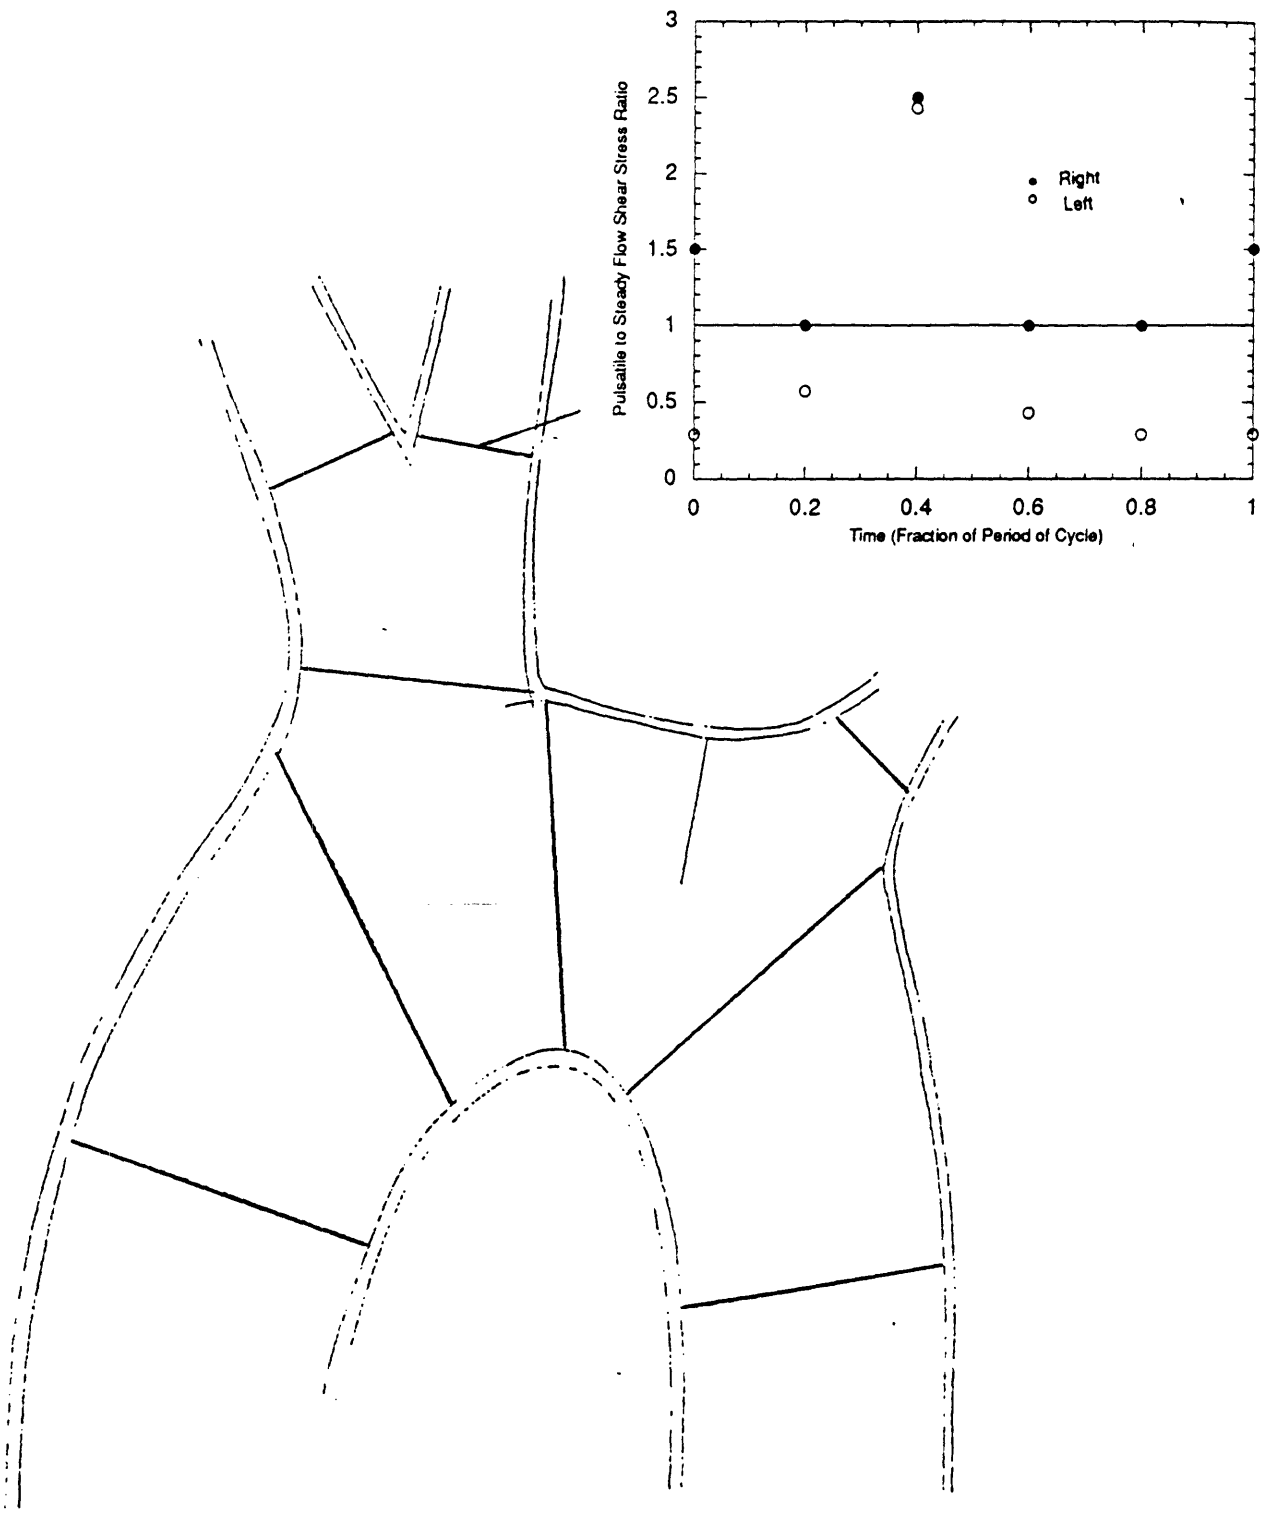 3
2.5
2
1.5
1
0.5
0
Pulsatile to Steady Flow Shear Stress Ratio
Right
Left
0 0.2 0.4 0.6 0.8 1
Time (Fraction of Period of Cycle)